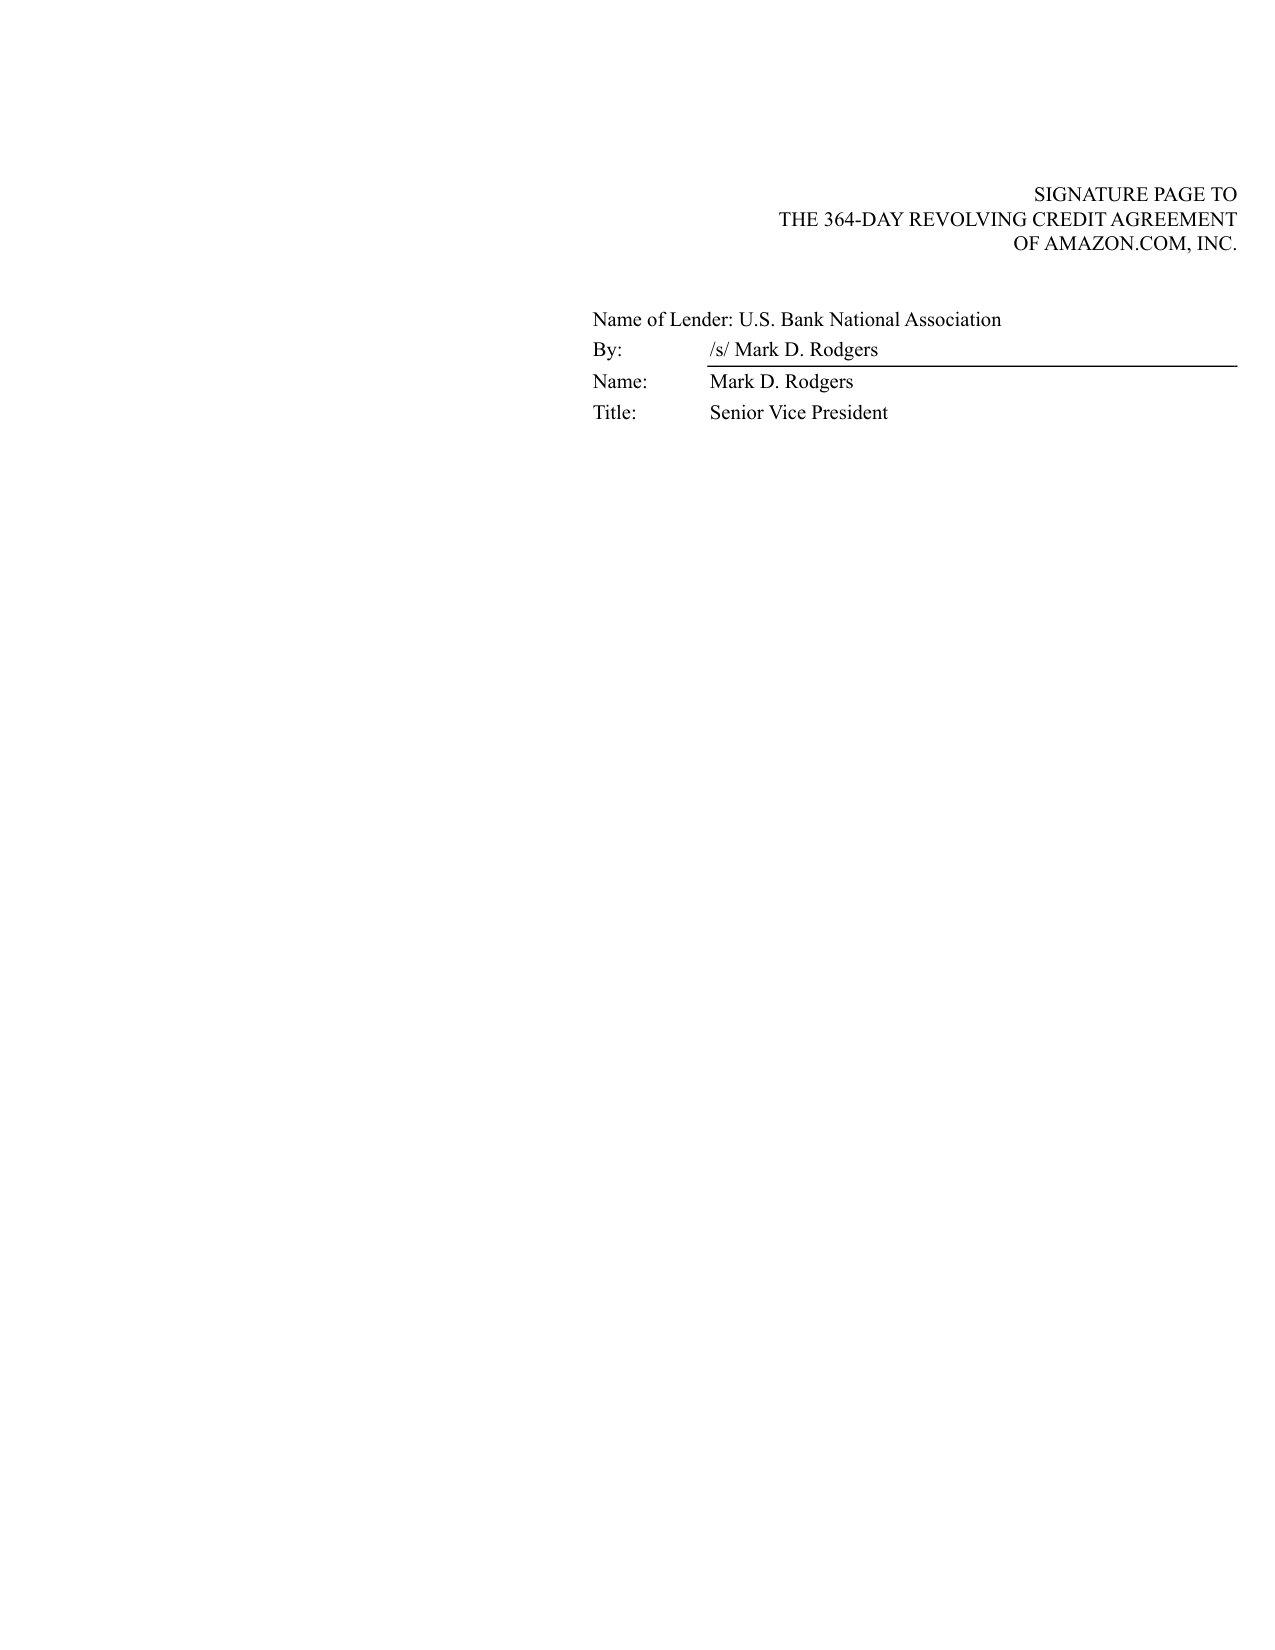 SIGNATURE PAGE TO
THE 364-DAY REVOLVING CREDIT AGREEMENT
OF AMAZON.COM, INC.
Name of Lender: U.S. Bank National Association
By: /s/ Mark D. Rodgers
Name: Mark D. Rodgers
Title: Senior Vice President